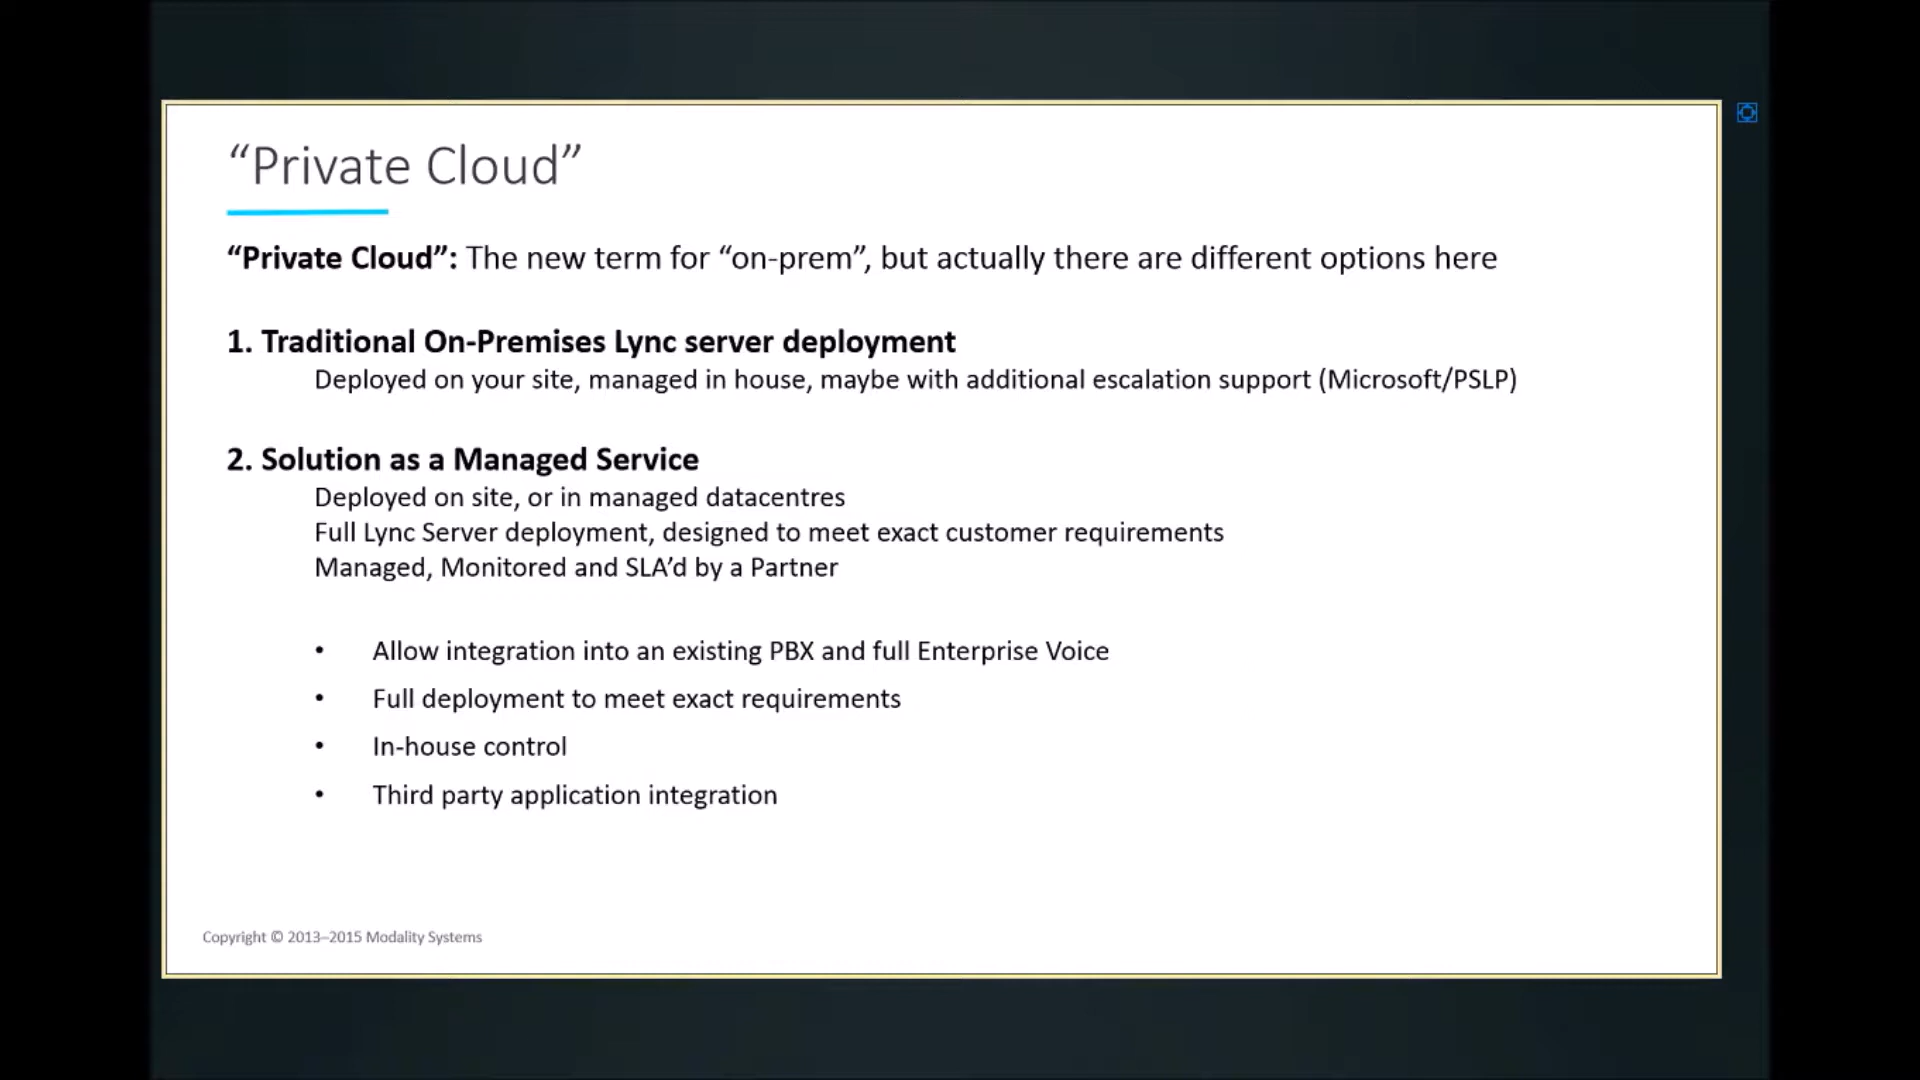 “Private Cloud”
“Private Cloud”: The new term for “on-prem”, but actually there are different options here
1. Traditional On-Premises Lync server deployment
Deployed on your site, managed in house, maybe with additional escalation support (Microsoft/PSLP)
2. Solution as a Managed Service
Deployed on site, or in managed datacentres
Full Lync Server deployment, designed to meet exact customer requirements
Managed, Monitored and SLA’d by a Partner
• Allow integration into an existing PBX and full Enterprise Voice
• Full deployment to meet exact requirements
• In-house control
• Third party application integration
Copyright © 2013–2015 Modality Systems